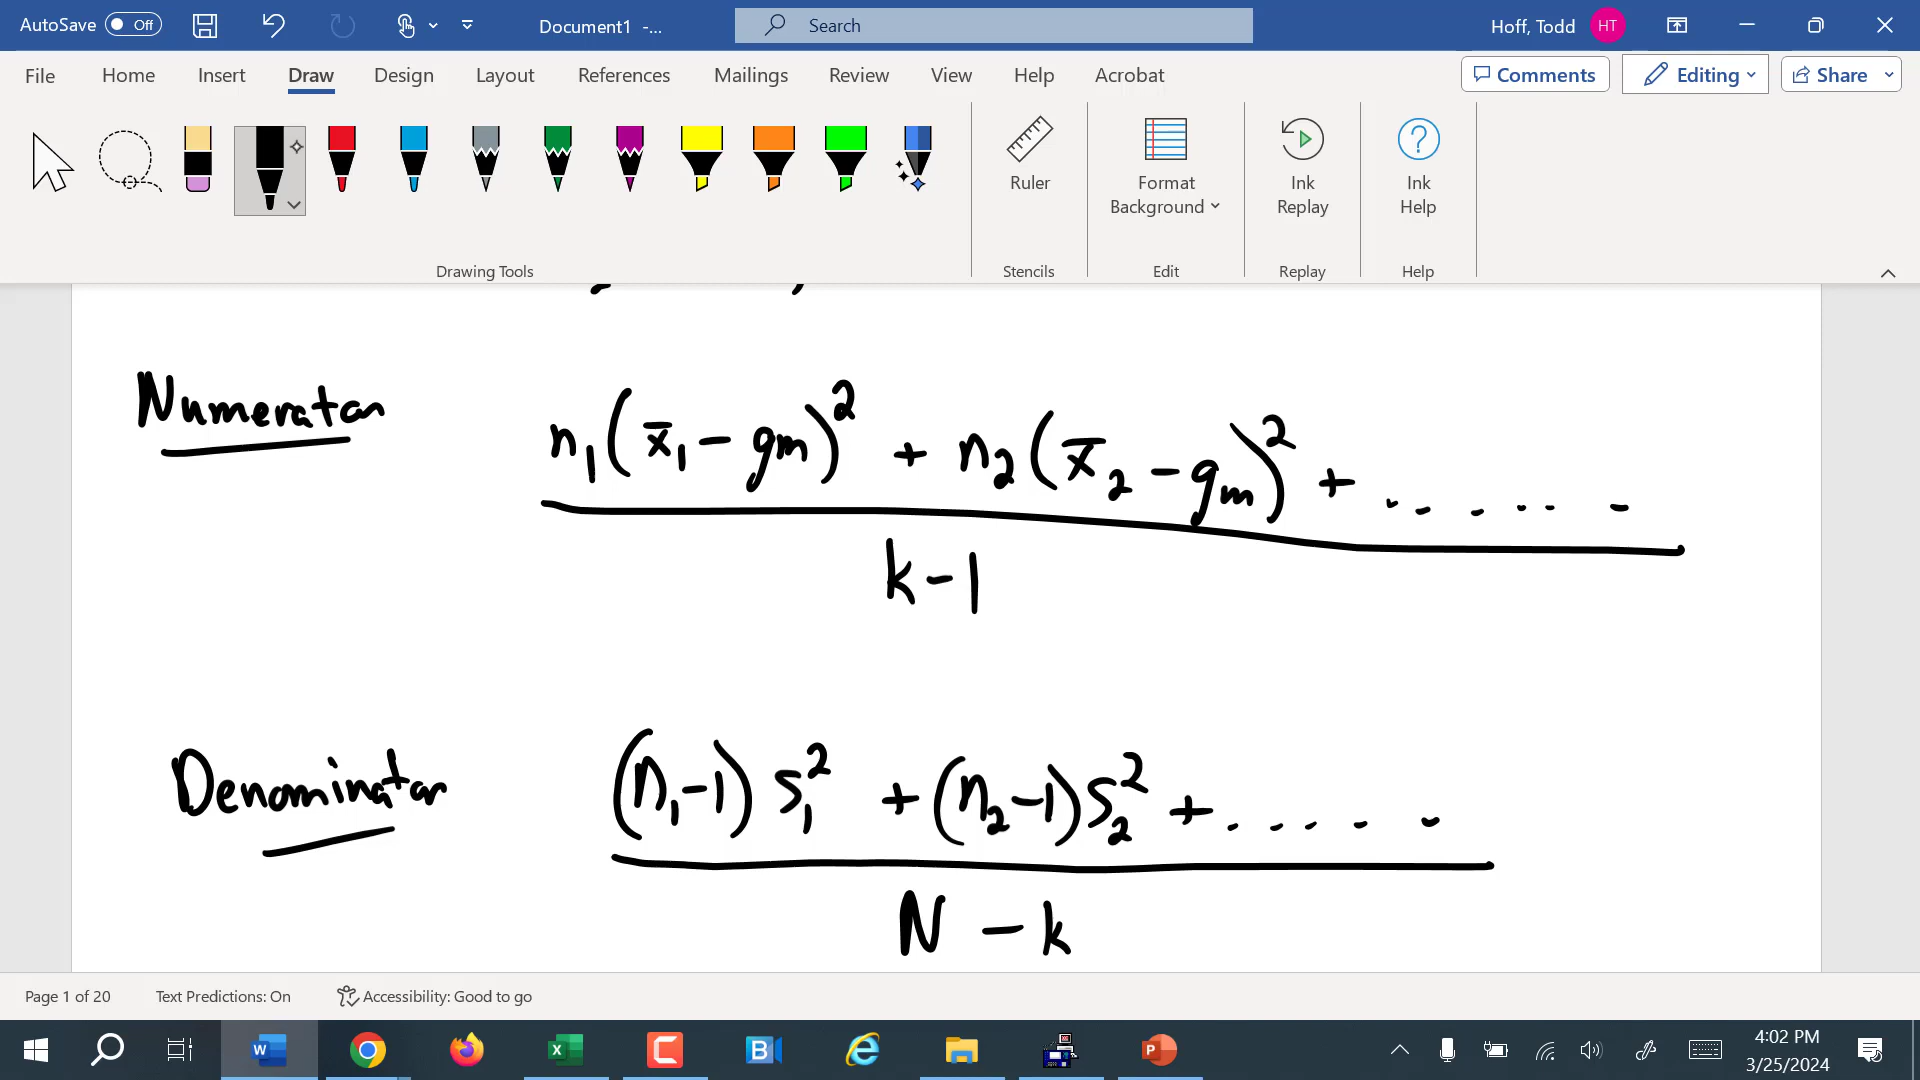 AutoSave Off Document1 -... Search Hoff, Todd HT
File Home Insert Draw Design Layout References Mailings Review View Help Acrobat Comments Editing Share
Ruler Format Background Ink Replay Ink Help
Drawing Tools Stencils Edit Replay Help
Numerator
n₁(x̄₁ - gm)² + n₂(x̄₂ - gm)² + ......
k - 1
Denominator
(n₁-1) s₁² + (n₂-1) s₂² + .....
N - k
Page 1 of 20 Text Predictions: On Accessibility: Good to go
4:02 PM
3/25/2024